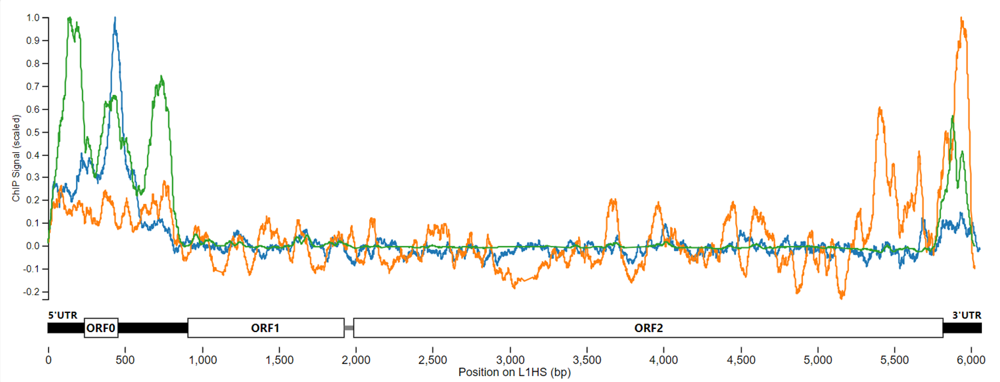 1.0
0.9
0.8
0.7
0.6
0.5
0.4
0.3
0.2
0.1
0.0
-0.1
-0.2
ChIP Signal (scaled)
5'UTR 3'UTR
ORF0 ORF1 ORF2
0 500 1,000 1,500 2,000 2,500 3,000 3,500 4,000 4,500 5,000 5,500 6,000
Position on L1HS (bp)